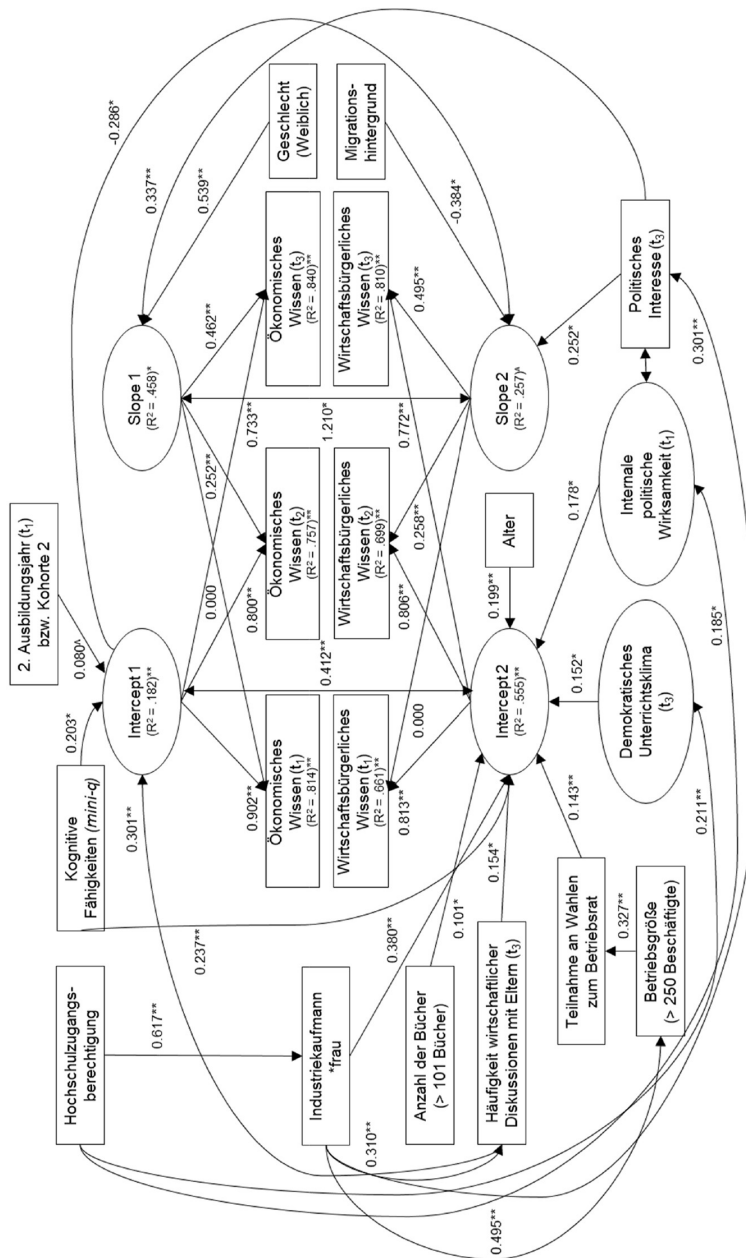 2. Ausbildungsjahr (t₁)
bzw. Kohorte 2
Kognitive
Fähigkeiten (mini-q)
Hochschulzugangs-
berechtigung
0.080^
0.203*
0.301**
0.237**
0.617**
-0.286*
0.337**
0.539**
Intercept 1
(R² = .182)**
Slope 1
(R² = .458)*
Geschlecht
(Weiblich)
Migrations-
hintergrund
0.902**
0.800**
0.000
0.733**
0.252**
0.462**
Ökonomisches
Wissen (t₁)
(R² = .814)**
Ökonomisches
Wissen (t₂)
(R² = .757)**
Ökonomisches
Wissen (t₃)
(R² = .840)**
0.412**
1.210*
Wirtschaftsbürgerliches
Wissen (t₁)
(R² = .661)**
Wirtschaftsbürgerliches
Wissen (t₂)
(R² = .699)**
Wirtschaftsbürgerliches
Wissen (t₃)
(R² = .810)**
0.813**
0.000
0.806**
0.258**
0.772**
0.495**
-0.384*
Industriekaufmann
*frau
0.380**
0.310**
Anzahl der Bücher
(> 101 Bücher)
0.101*
Intercept 2
(R² = .555)**
0.199**
Alter
Slope 2
(R² = .257)^
0.252*
Häufigkeit wirtschaftlicher
Diskussionen mit Eltern (t₃)
0.154*
0.143**
0.152*
0.178*
Teilnahme an Wahlen
zum Betriebsrat
0.327**
Betriebsgröße
(> 250 Beschäftigte)
Demokratisches
Unterrichtsklima
(t₃)
Internale
politische
Wirksamkeit (t₁)
Politisches
Interesse (t₃)
0.495**
0.211**
0.185*
0.301**